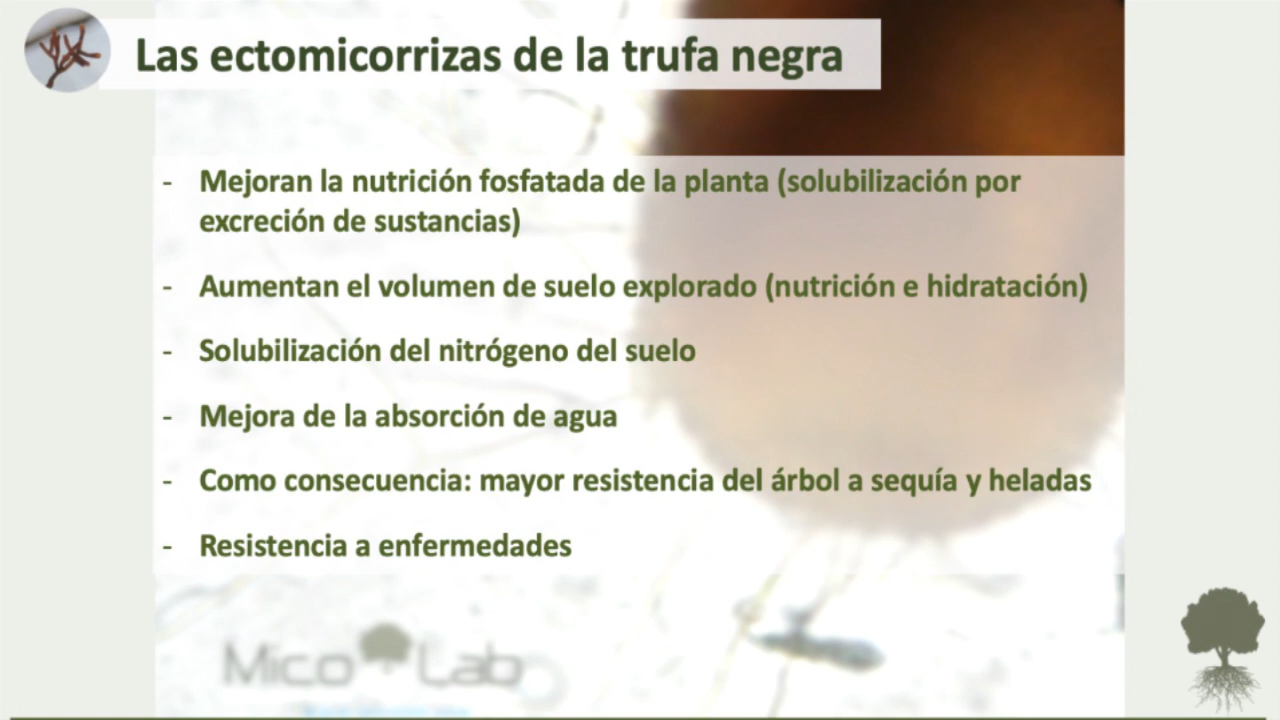 Las ectomicorrizas de la trufa negra
- Mejoran la nutrición fosfatada de la planta (solubilización por
excreción de sustancias)
- Aumentan el volumen de suelo explorado (nutrición e hidratación)
- Solubilización del nitrógeno del suelo
- Mejora de la absorción de agua
- Como consecuencia: mayor resistencia del árbol a sequía y heladas
- Resistencia a enfermedades
Mico Lab